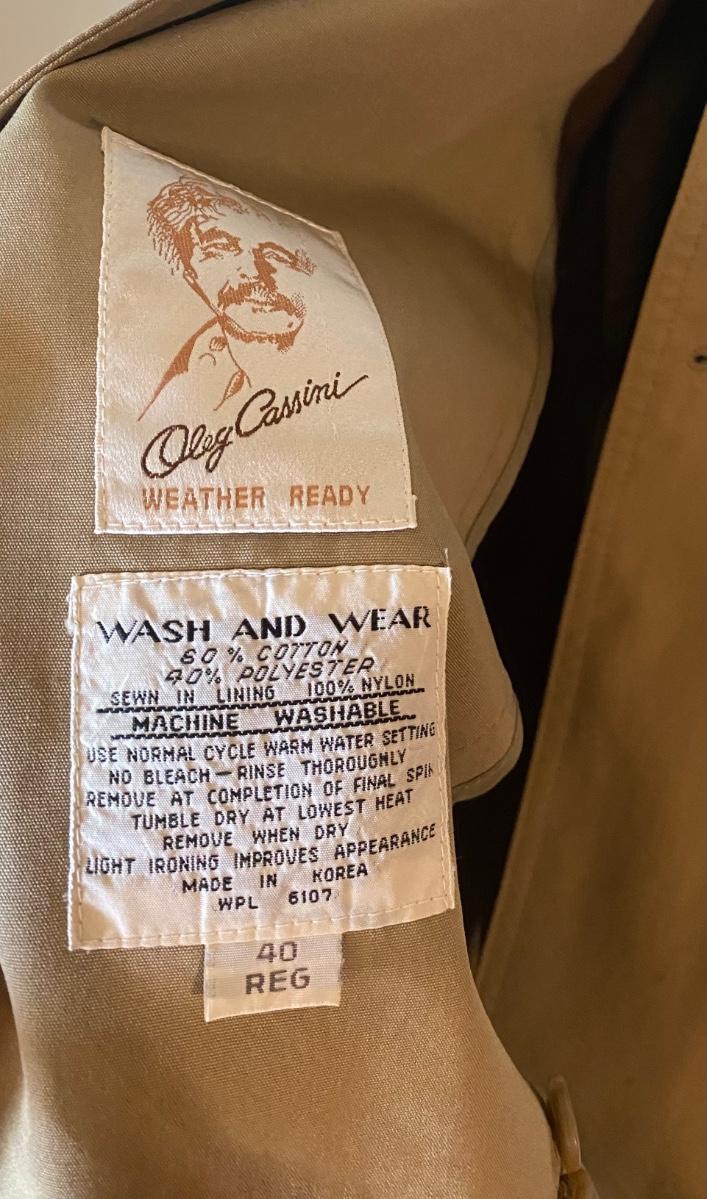 Oleg Cassini
WEATHER READY
WASH AND WEAR
60% COTTON
40% POLYESTER
SEWN IN LINING 100% NYLON
MACHINE WASHABLE
USE NORMAL CYCLE WARM WATER SETTING
NO BLEACH — RINSE THOROUGHLY
REMOVE AT COMPLETION OF FINAL SPIN
TUMBLE DRY AT LOWEST HEAT
REMOVE WHEN DRY
LIGHT IRONING IMPROVES APPEARANCE
MADE IN KOREA
WPL 6107
40
REG